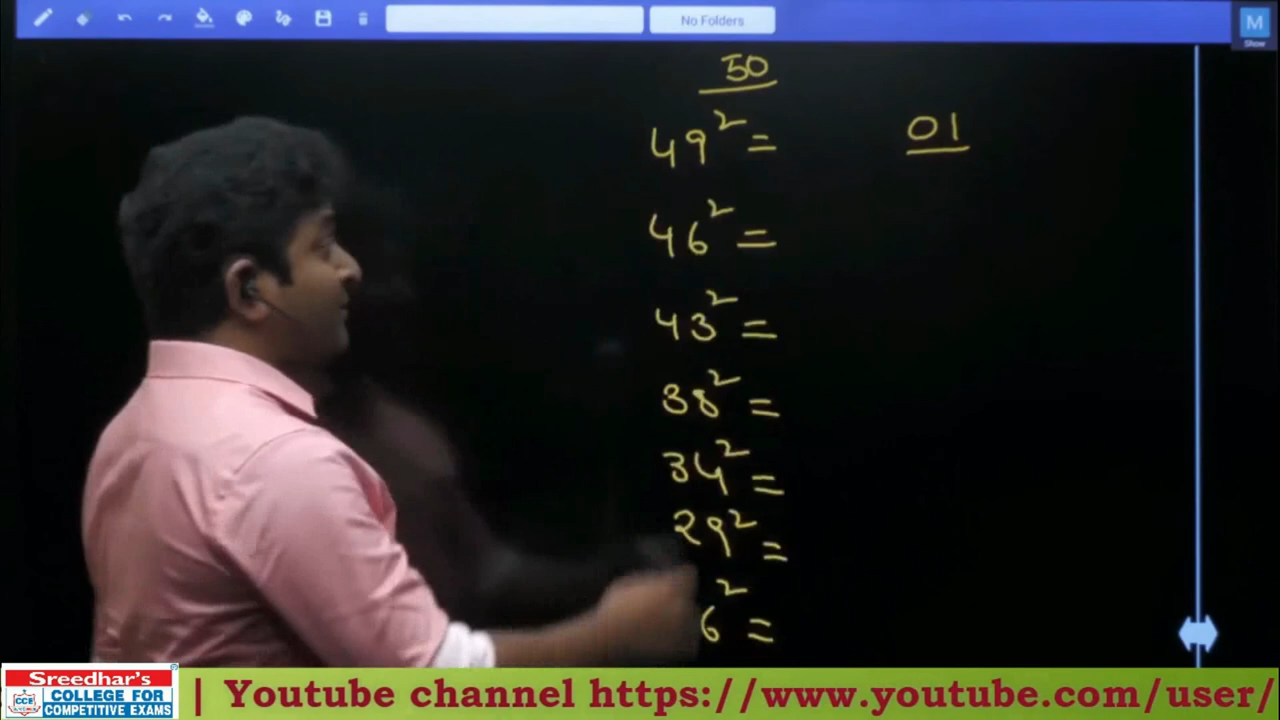 No Folders
M
Show
50
49² = 01
46² =
43² =
38² =
34² =
29² =
6² =
Sreedhar's
CCE
COLLEGE FOR
COMPETITIVE EXAMS
| Youtube channel https://www.youtube.com/user/